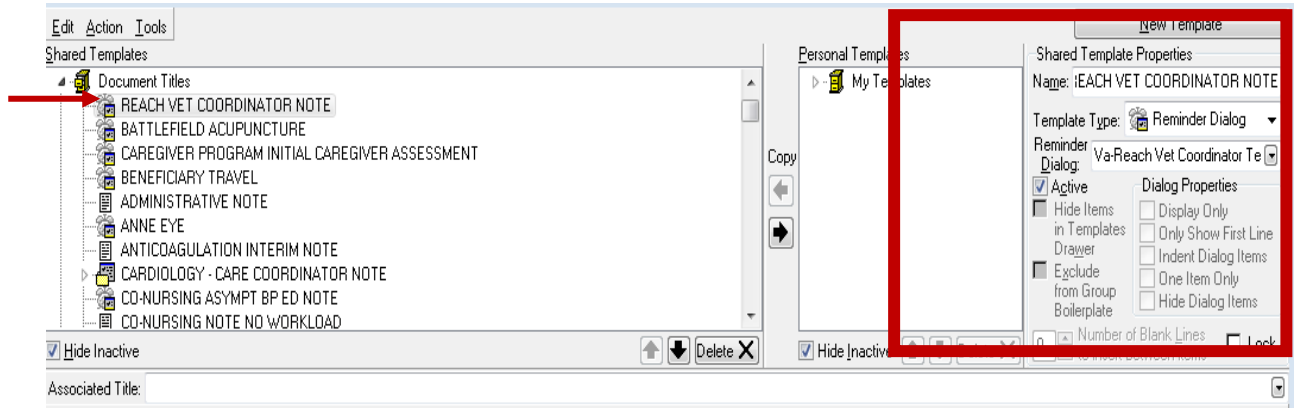 Edit Action Tools
New Template
Shared Templates
Document Titles
REACH VET COORDINATOR NOTE
BATTLEFIELD ACUPUNCTURE
CAREGIVER PROGRAM INITIAL CAREGIVER ASSESSMENT
BENEFICIARY TRAVEL
ADMINISTRATIVE NOTE
ANNE EYE
ANTICOAGULATION INTERIM NOTE
CARDIOLOGY - CARE COORDINATOR NOTE
CO-NURSING ASYMPT BP ED NOTE
CO-NURSING NOTE NO WORKLOAD
Hide Inactive
Delete
Copy
Personal Templates
My Templates
Hide Inactive
Shared Template Properties
Name: EACH VET COORDINATOR NOTE
Template Type: Reminder Dialog
Reminder
Dialog: Va-Reach Vet Coordinator Te
Active
Hide Items
in Templates
Drawer
Exclude
from Group
Boilerplate
Dialog Properties
Display Only
Only Show First Line
Indent Dialog Items
One Item Only
Hide Dialog Items
Number of Blank Lines
Lock
Associated Title: